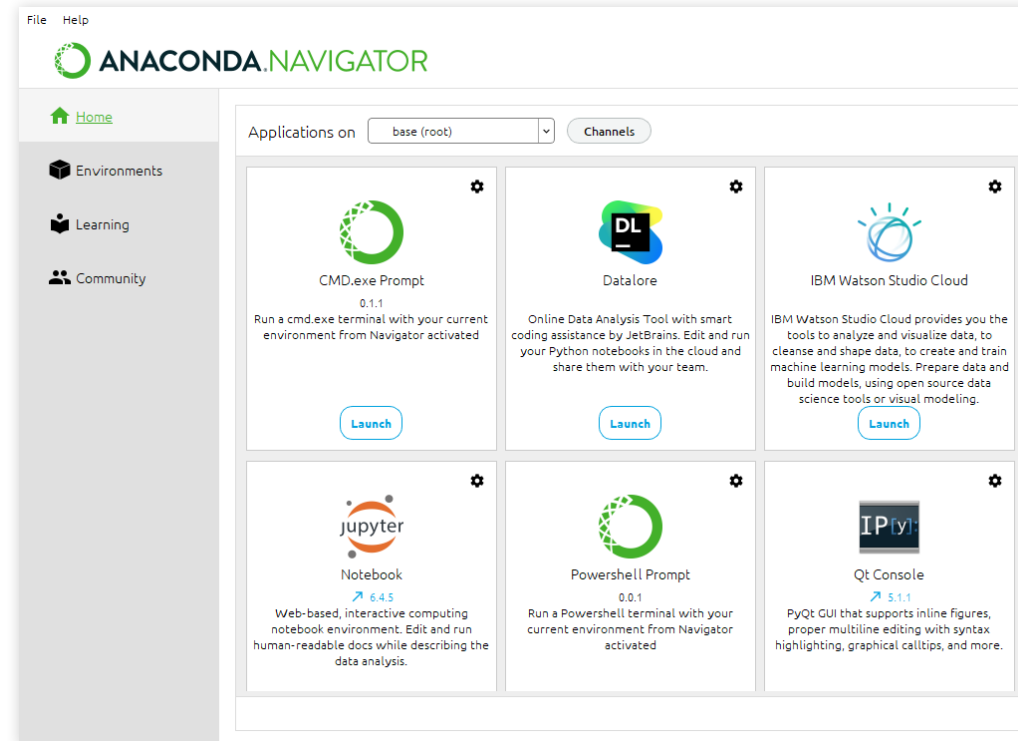 File Help
ANACONDA.NAVIGATOR
Home
Environments
Learning
Community
Applications on base (root) Channels
DL
CMD.exe Prompt
0.1.1
Run a cmd.exe terminal with your current
environment from Navigator activated
Launch
Datalore
Online Data Analysis Tool with smart
coding assistance by JetBrains. Edit and run
your Python notebooks in the cloud and
share them with your team.
Launch
IBM Watson Studio Cloud
IBM Watson Studio Cloud provides you the
tools to analyze and visualize data, to
cleanse and shape data, to create and train
machine learning models. Prepare data and
build models, using open source data
science tools or visual modeling.
Launch
jupyter
Notebook
6.4.5
Web-based, interactive computing
notebook environment. Edit and run
human-readable docs while describing the
data analysis.
Powershell Prompt
0.0.1
Run a Powershell terminal with your
current environment from Navigator
activated
IP[y]:
Qt Console
5.1.1
PyQt GUI that supports inline figures,
proper multiline editing with syntax
highlighting, graphical calltips, and more.